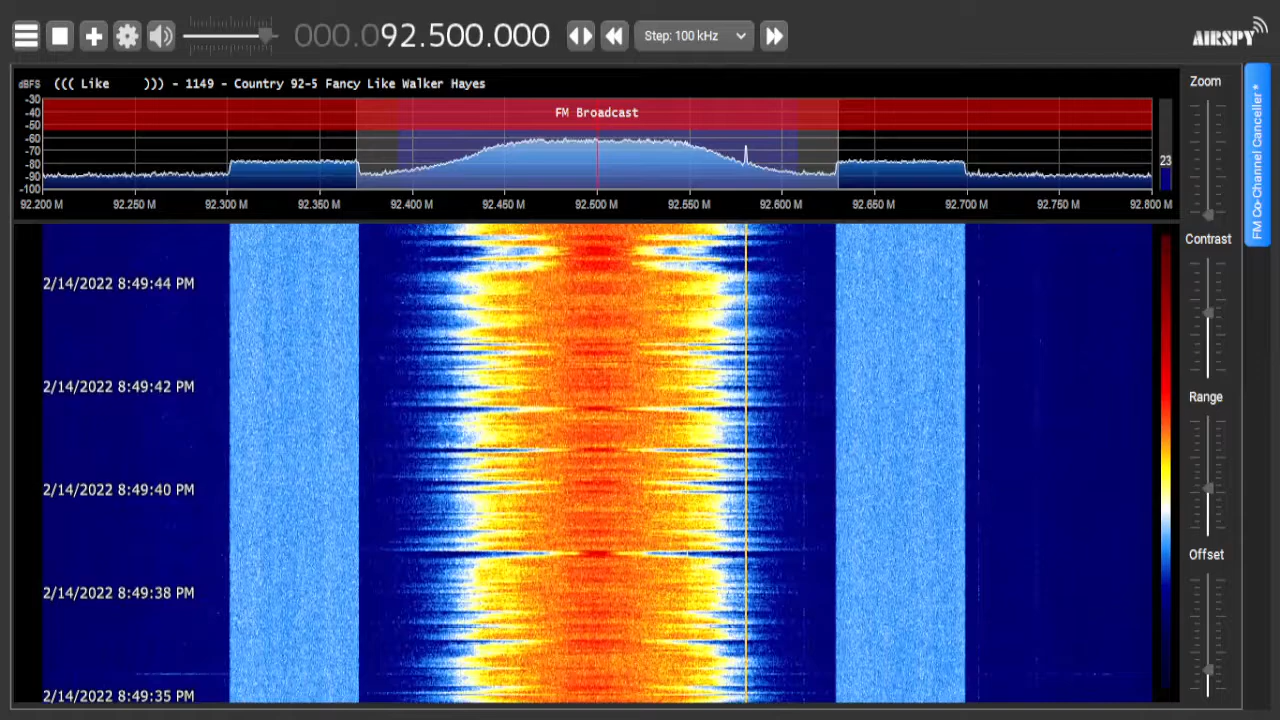 000.092.500.000
Step: 100 kHz
AIRSPY
dBFS ((( Like ))) - 1149 - Country 92-5 Fancy Like Walker Hayes
Zoom
FM Co-Channel Canceller *
FM Broadcast
-30
-40
-50
-60
-70
-80
-90
-100
23
92.200 M 92.250 M 92.300 M 92.350 M 92.400 M 92.450 M 92.500 M 92.550 M 92.600 M 92.650 M 92.700 M 92.750 M 92.800 M
Contrast
2/14/2022 8:49:44 PM
2/14/2022 8:49:42 PM
Range
2/14/2022 8:49:40 PM
Offset
2/14/2022 8:49:38 PM
2/14/2022 8:49:35 PM